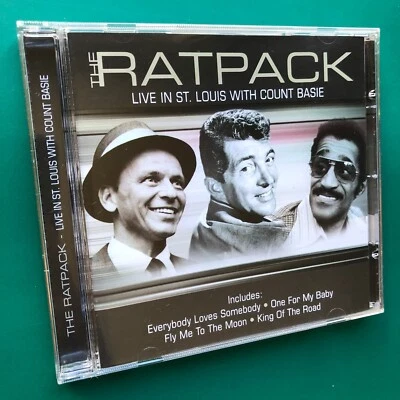 THE RATPACK
LIVE IN ST. LOUIS WITH COUNT BASIE
Includes:
Everybody Loves Somebody • One For My Baby
Fly Me To The Moon • King Of The Road
THE RATPACK - LIVE IN ST. LOUIS WITH COUNT BASIE